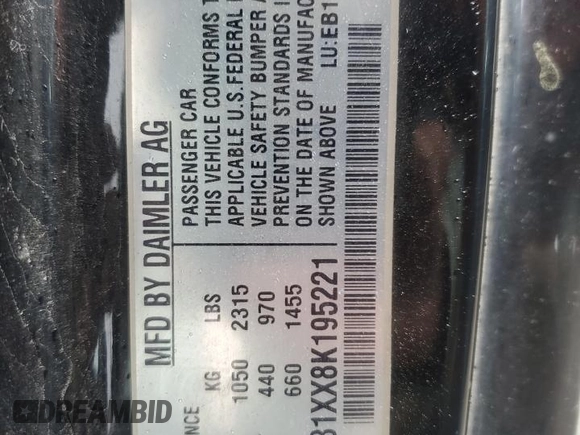 MFD BY DAIMLER AG
PASSENGER CAR
THIS VEHICLE CONFORMS T
APPLICABLE U.S. FEDERAL
VEHICLE SAFETY BUMPER
PREVENTION STANDARDS I
ON THE DATE OF MANUFAC
SHOWN ABOVE LU:EB1
NCE KG LBS
1050 2315
440 970
660 1455
1XX8K195221
DREAMBID